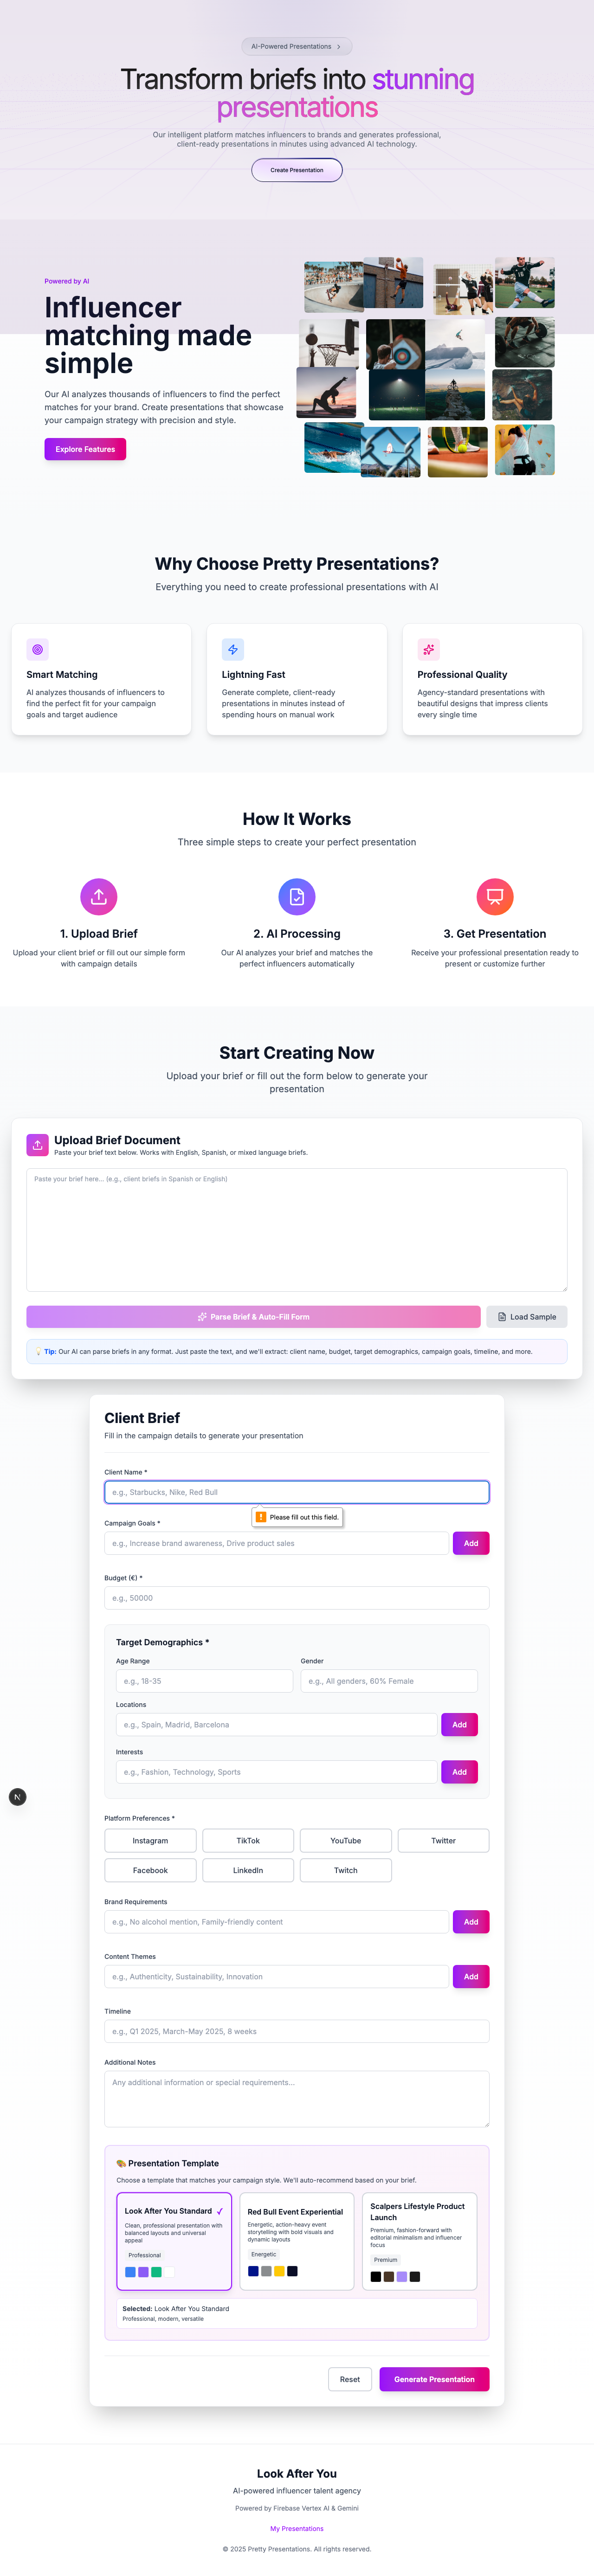 AI-Powered Presentations
Transform briefs into stunning
presentations
Our intelligent platform matches influencers to brands and generates professional,
client-ready presentations in minutes using advanced AI technology.
Create Presentation
Powered by AI
Influencer
matching made
simple
Our AI analyzes thousands of influencers to find the perfect
matches for your brand. Create presentations that showcase
your campaign strategy with precision and style.
Explore Features
Why Choose Pretty Presentations?
Everything you need to create professional presentations with AI
Smart Matching
AI analyzes thousands of influencers to
find the perfect fit for your campaign
goals and target audience
Lightning Fast
Generate complete, client-ready
presentations in minutes instead of
spending hours on manual work
Professional Quality
Agency-standard presentations with
beautiful designs that impress clients
every single time
How It Works
Three simple steps to create your perfect presentation
1. Upload Brief
Upload your client brief or fill out our simple form
with campaign details
2. AI Processing
Our AI analyzes your brief and matches the
perfect influencers automatically
3. Get Presentation
Receive your professional presentation ready to
present or customize further
Start Creating Now
Upload your brief or fill out the form below to generate your
presentation
Upload Brief Document
Paste your brief text below. Works with English, Spanish, or mixed language briefs.
Paste your brief here... (e.g., client briefs in Spanish or English)
Parse Brief & Auto-Fill Form
Load Sample
💡 Tip: Our AI can parse briefs in any format. Just paste the text, and we'll extract: client name, budget, target demographics, campaign goals, timeline, and more.
Client Brief
Fill in the campaign details to generate your presentation
Client Name *
e.g., Starbucks, Nike, Red Bull
Please fill out this field.
Campaign Goals *
e.g., Increase brand awareness, Drive product sales
Add
Budget (€) *
e.g., 50000
Target Demographics *
Age Range
Gender
e.g., 18-35
e.g., All genders, 60% Female
Locations
e.g., Spain, Madrid, Barcelona
Add
Interests
e.g., Fashion, Technology, Sports
Add
N
Platform Preferences *
Instagram
TikTok
YouTube
Twitter
Facebook
LinkedIn
Twitch
Brand Requirements
e.g., No alcohol mention, Family-friendly content
Add
Content Themes
e.g., Authenticity, Sustainability, Innovation
Add
Timeline
e.g., Q1 2025, March-May 2025, 8 weeks
Additional Notes
Any additional information or special requirements...
🎨 Presentation Template
Choose a template that matches your campaign style. We'll auto-recommend based on your brief.
Look After You Standard ✓
Clean, professional presentation with
balanced layouts and universal
appeal
Professional
Red Bull Event Experiential
Energetic, action-heavy event
storytelling with bold visuals and
dynamic layouts
Energetic
Scalpers Lifestyle Product
Launch
Premium, fashion-forward with
editorial minimalism and influencer
focus
Premium
Selected: Look After You Standard
Professional, modern, versatile
Reset
Generate Presentation
Look After You
AI-powered influencer talent agency
Powered by Firebase Vertex AI & Gemini
My Presentations
© 2025 Pretty Presentations. All rights reserved.